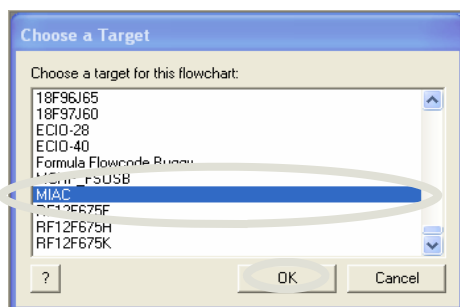 Choose a Target
Choose a target for this flowchart:
18F96J65
18F97J60
ECIO-28
ECIO-40
Formula Flowcode Buggy
MIAC
RF12F675F
RF12F675H
RF12F675K
?
OK
Cancel